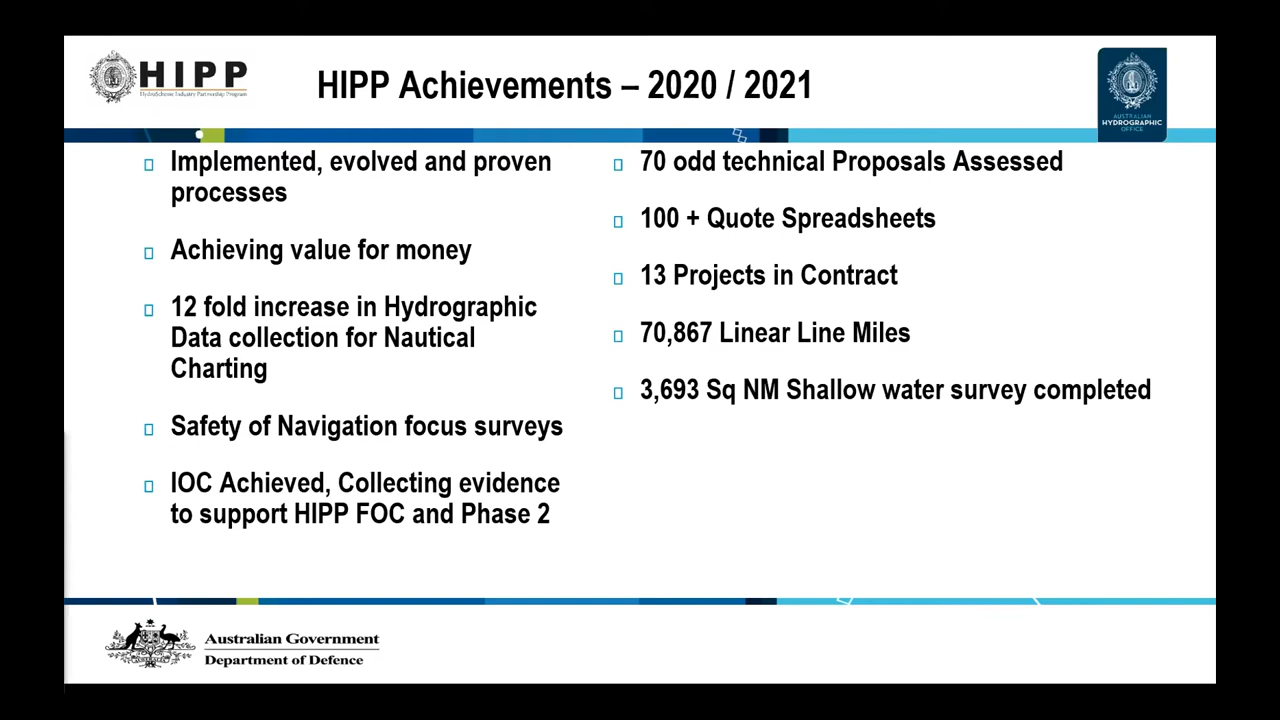 HIPP
HydroScheme Industry Partnership Program
HIPP Achievements – 2020 / 2021
AUSTRALIAN
HYDROGRAPHIC
OFFICE
Implemented, evolved and proven
processes
Achieving value for money
12 fold increase in Hydrographic
Data collection for Nautical
Charting
Safety of Navigation focus surveys
IOC Achieved, Collecting evidence
to support HIPP FOC and Phase 2
70 odd technical Proposals Assessed
100 + Quote Spreadsheets
13 Projects in Contract
70,867 Linear Line Miles
3,693 Sq NM Shallow water survey completed
Australian Government
Department of Defence